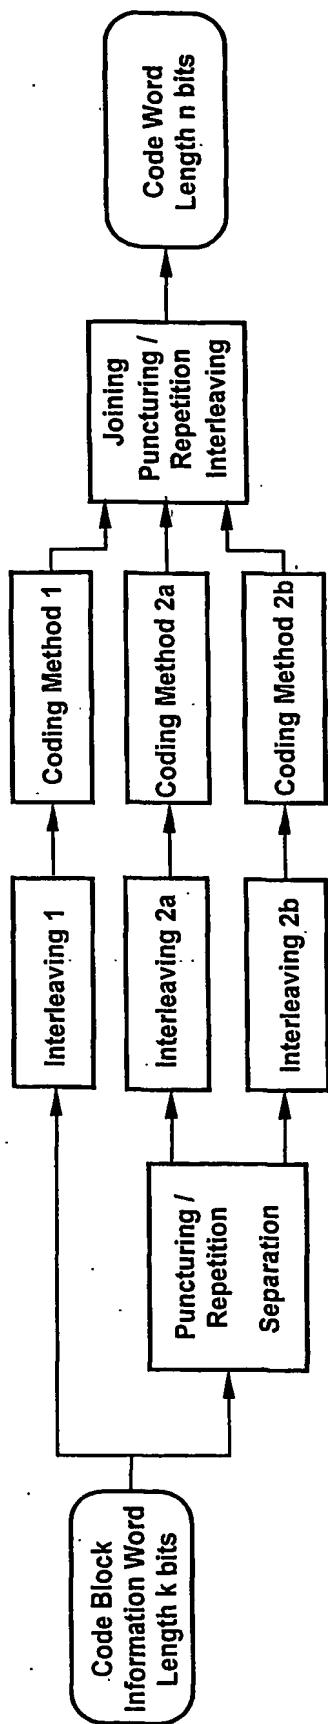 Code Block
Information Word
Length k bits
Puncturing /
Repetition
Separation
Interleaving 1
Interleaving 2a
Interleaving 2b
Coding Method 1
Coding Method 2a
Coding Method 2b
Joining
Puncturing /
Repetition
Interleaving
Code Word
Length n bits